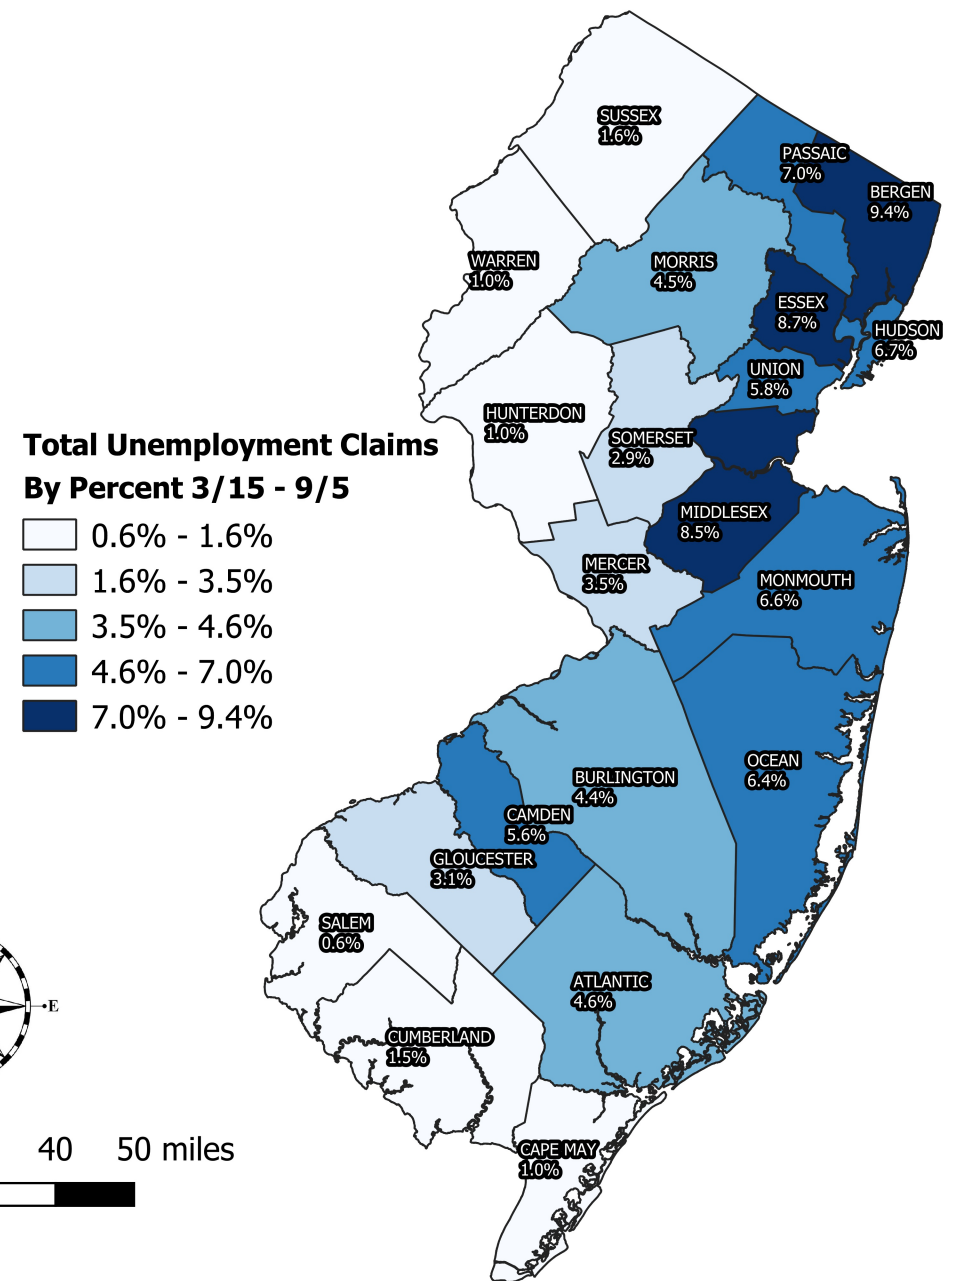 SUSSEX
1.6%
PASSAIC
7.0%
BERGEN
9.4%
WARREN
1.0%
MORRIS
4.5%
ESSEX
8.7%
HUDSON
6.7%
UNION
5.8%
HUNTERDON
1.0%
SOMERSET
2.9%
Total Unemployment Claims
By Percent 3/15 - 9/5
0.6% - 1.6%
1.6% - 3.5%
3.5% - 4.6%
4.6% - 7.0%
7.0% - 9.4%
MIDDLESEX
8.5%
MERCER
3.5%
MONMOUTH
6.6%
OCEAN
6.4%
BURLINGTON
4.4%
CAMDEN
5.6%
GLOUCESTER
3.1%
SALEM
0.6%
ATLANTIC
4.6%
E
CUMBERLAND
1.5%
CAPE MAY
1.0%
40 50 miles